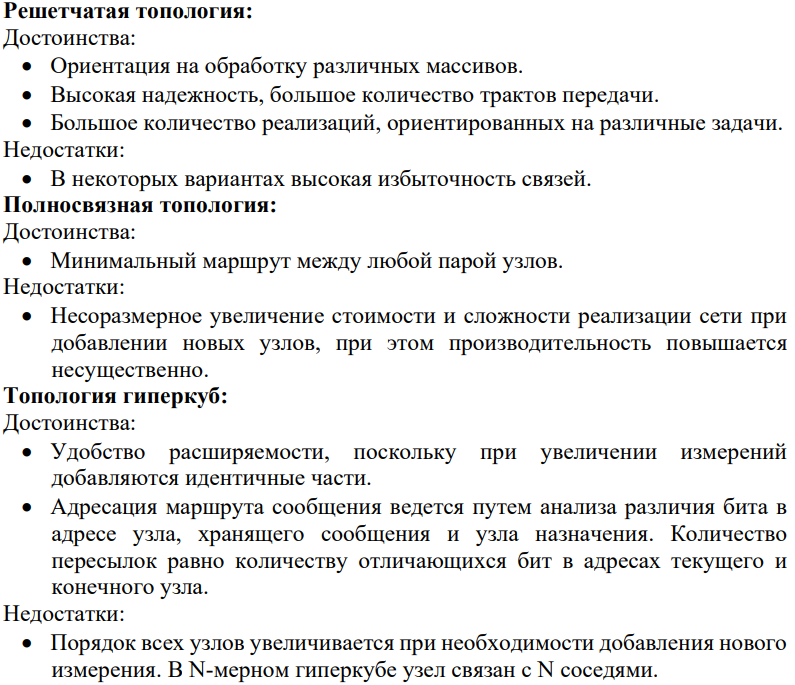 Решетчатая топология:
Достоинства:
• Ориентация на обработку различных массивов.
• Высокая надежность, большое количество трактов передачи.
• Большое количество реализаций, ориентированных на различные задачи.
Недостатки:
• В некоторых вариантах высокая избыточность связей.
Полносвязная топология:
Достоинства:
• Минимальный маршрут между любой парой узлов.
Недостатки:
• Несоразмерное увеличение стоимости и сложности реализации сети при
добавлении новых узлов, при этом производительность повышается
несущественно.
Топология гиперкуб:
Достоинства:
• Удобство расширяемости, поскольку при увеличении измерений
добавляются идентичные части.
• Адресация маршрута сообщения ведется путем анализа различия бита в
адресе узла, хранящего сообщения и узла назначения. Количество
пересылок равно количеству отличающихся бит в адресах текущего и
конечного узла.
Недостатки:
• Порядок всех узлов увеличивается при необходимости добавления нового
измерения. В N-мерном гиперкубе узел связан с N соседями.